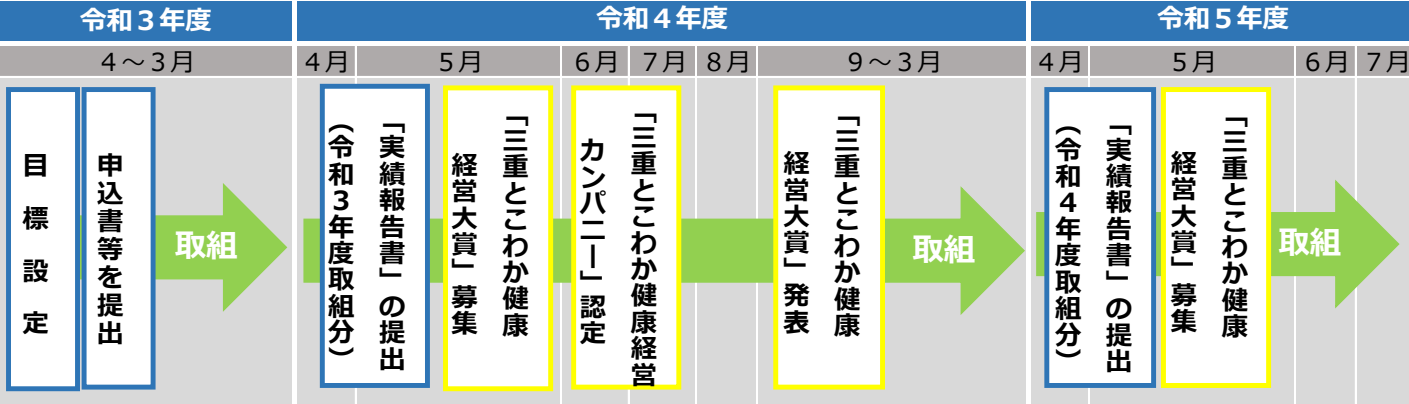 令和３年度
令和４年度
令和５年度
４～３月
４月
５月
６月
７月
８月
９～３月
４月
５月
６月
７月
目標設定
申込書等を提出
取組
「実績報告書」の提出
（令和３年度取組分）
「三重とこわか健康
経営大賞」募集
「三重とこわか健康経営
カンパニー」認定
「三重とこわか健康
経営大賞」発表
取組
「実績報告書」の提出
（令和４年度取組分）
「三重とこわか健康
経営大賞」募集
取組